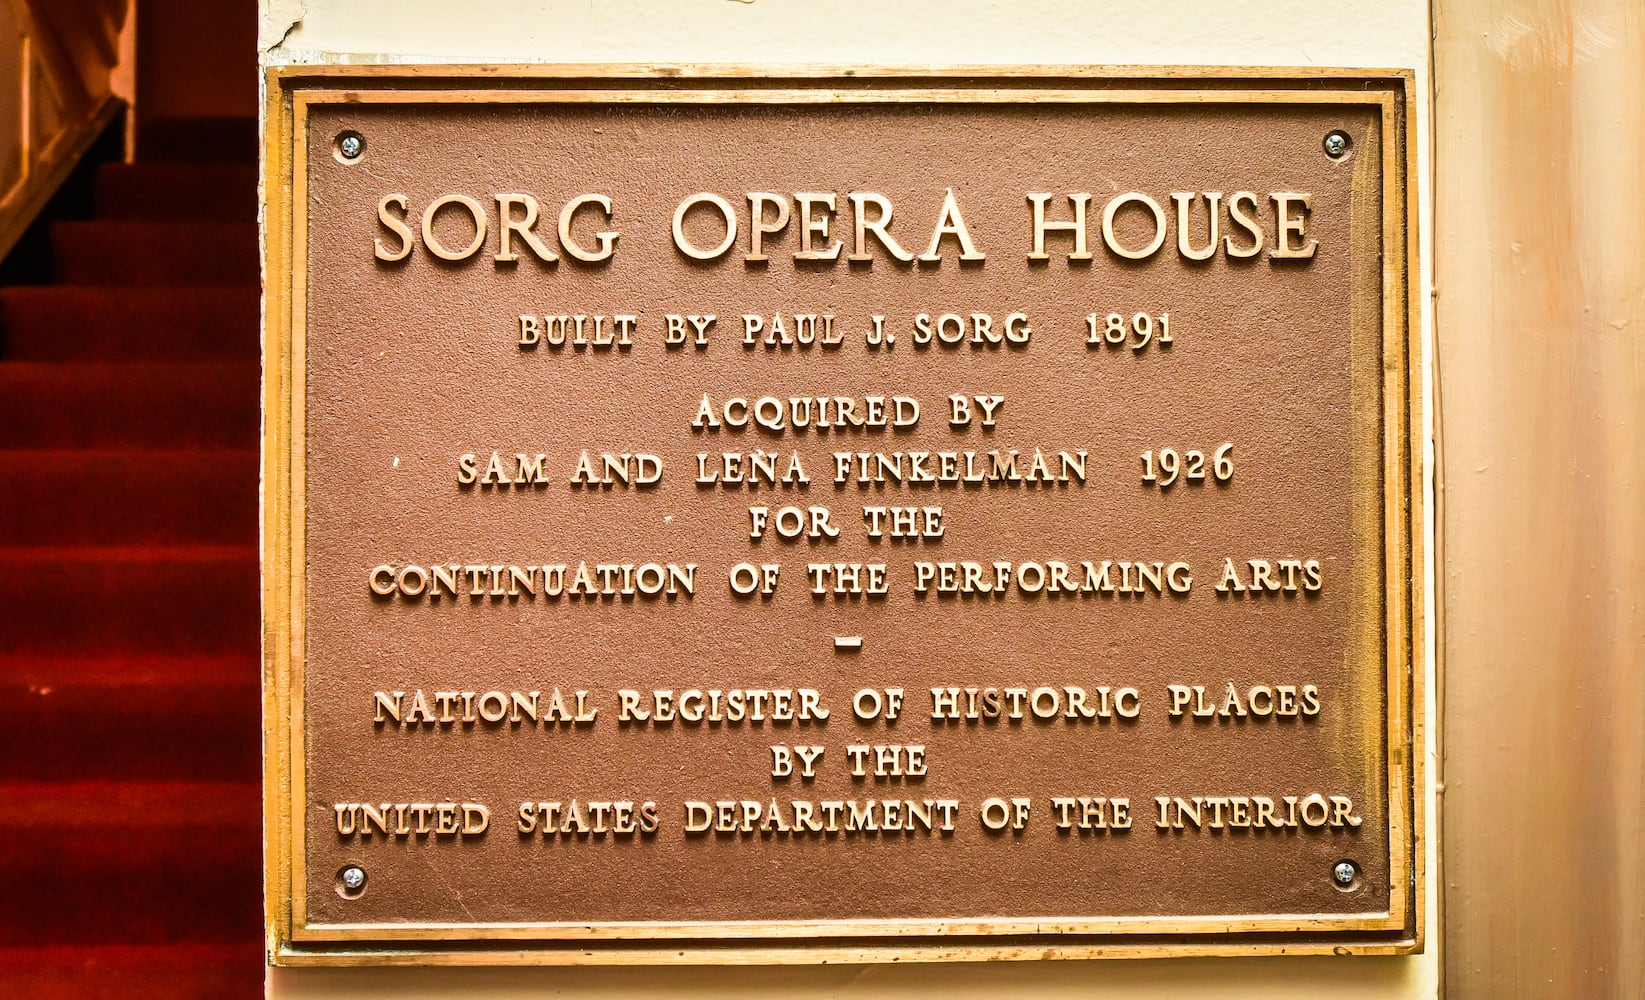 SORG OPERA HOUSE
BUILT BY PAUL J. SORG 1891
ACQUIRED BY
SAM AND LENA FINKELMAN 1926
FOR THE
CONTINUATION OF THE PERFORMING ARTS
-
NATIONAL REGISTER OF HISTORIC PLACES
BY THE
UNITED STATES DEPARTMENT OF THE INTERIOR